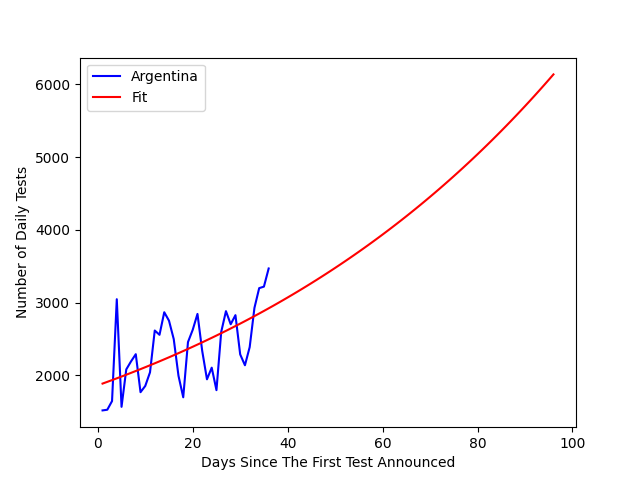 Argentina
Fit
6000
5000
4000
3000
2000
Number of Daily Tests
0 20 40 60 80 100
Days Since The First Test Announced